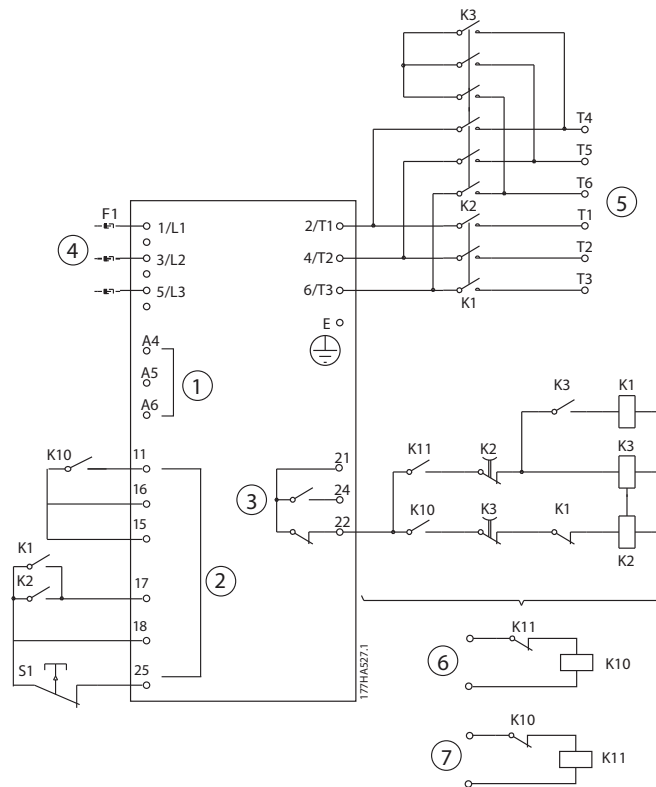 K3
T4
T5
T6
5
F1
1/L1
2/T1
K2
T1
4
3/L2
4/T2
T2
5/L3
6/T3
K1
T3
E
A4
A5
1
A6
K3
K1
K10
11
21
K11
K2
K3
16
3
24
15
22
K10
K3
K1
K1
K2
K2
17
2
18
S1
25
177HA527.1
K11
6
K10
K10
7
K11